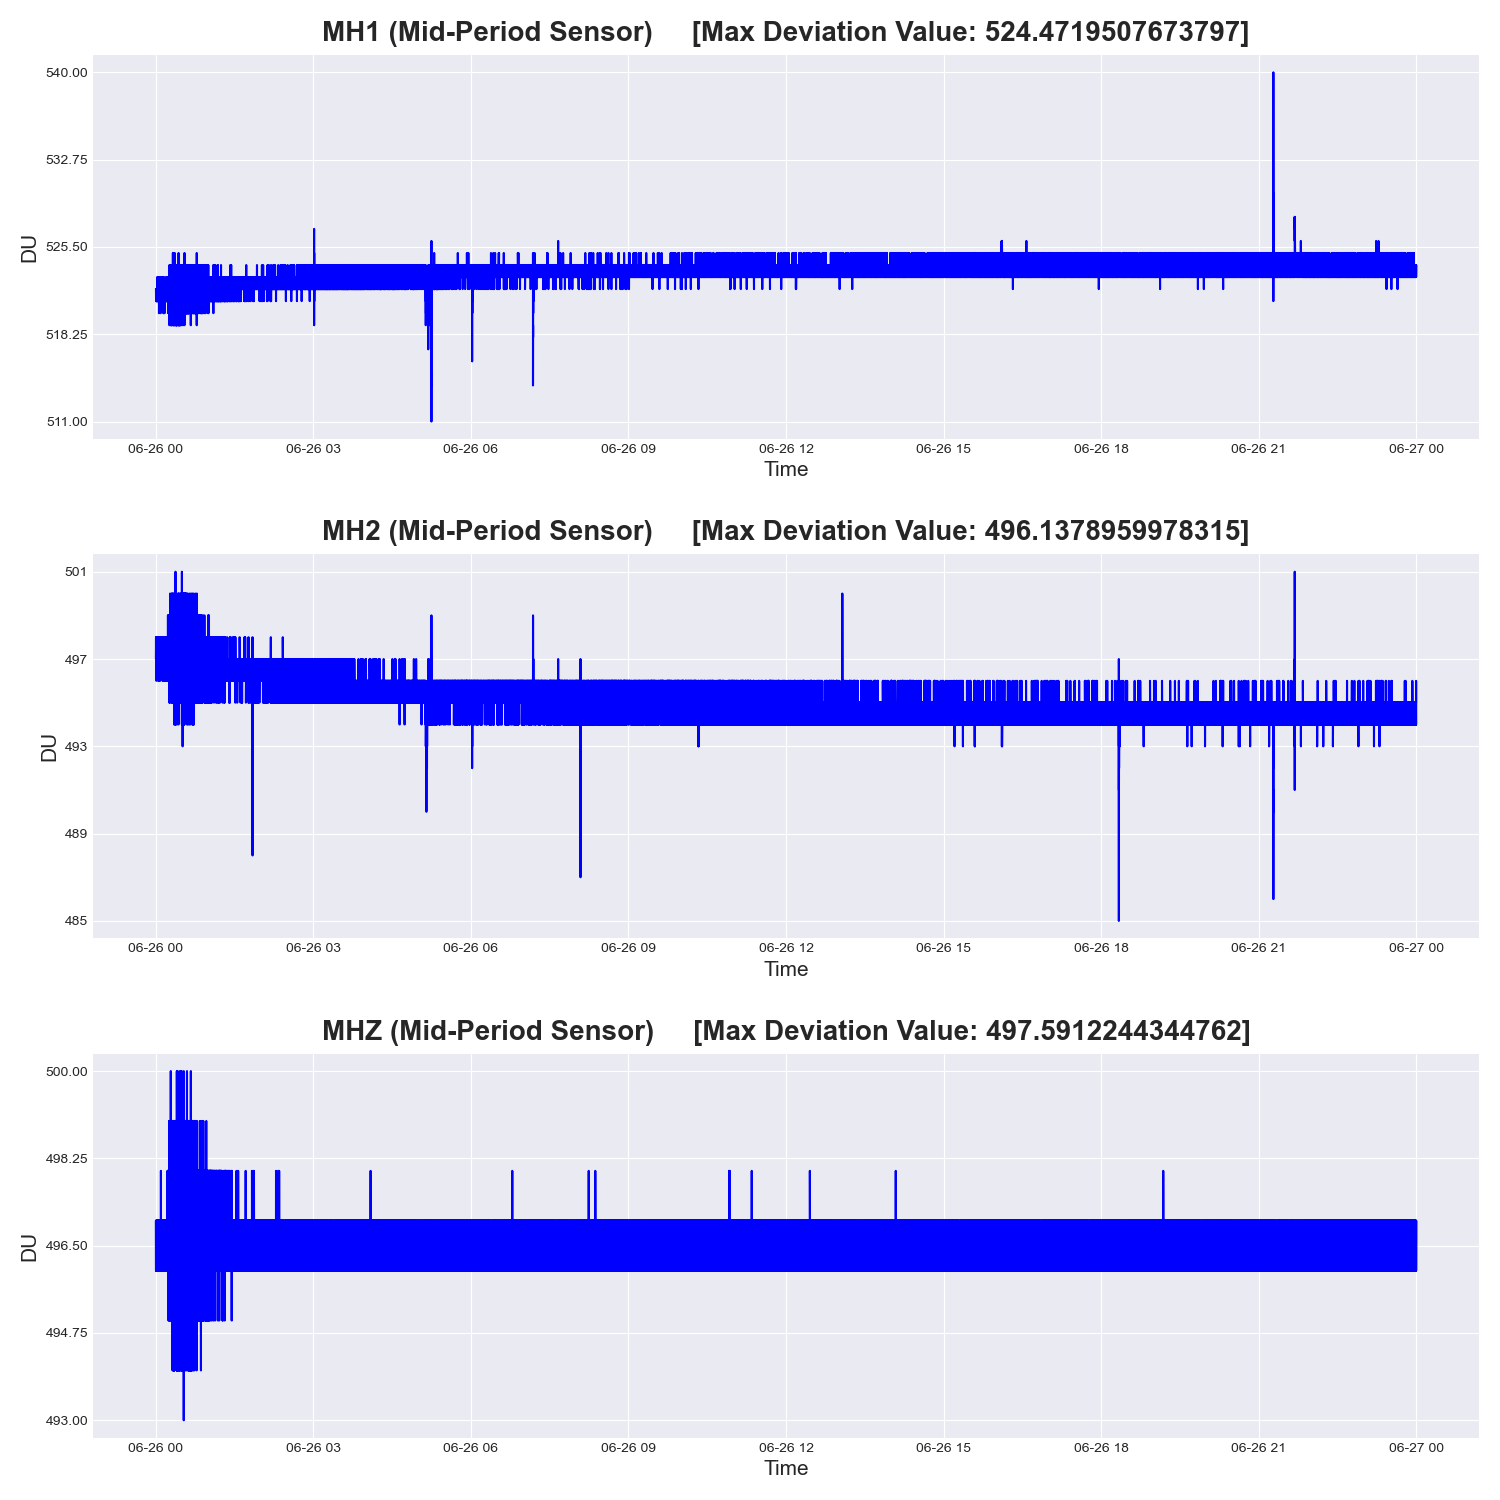 MH1 (Mid-Period Sensor) [Max Deviation Value: 524.4719507673797]
540.00
532.75
525.50
518.25
511.00
DU
06-26 00 06-26 03 06-26 06 06-26 09 06-26 12 06-26 15 06-26 18 06-26 21 06-27 00
Time
MH2 (Mid-Period Sensor) [Max Deviation Value: 496.1378959978315]
501
497
493
489
485
DU
06-26 00 06-26 03 06-26 06 06-26 09 06-26 12 06-26 15 06-26 18 06-26 21 06-27 00
Time
MHZ (Mid-Period Sensor) [Max Deviation Value: 497.5912244344762]
500.00
498.25
496.50
494.75
493.00
DU
06-26 00 06-26 03 06-26 06 06-26 09 06-26 12 06-26 15 06-26 18 06-26 21 06-27 00
Time